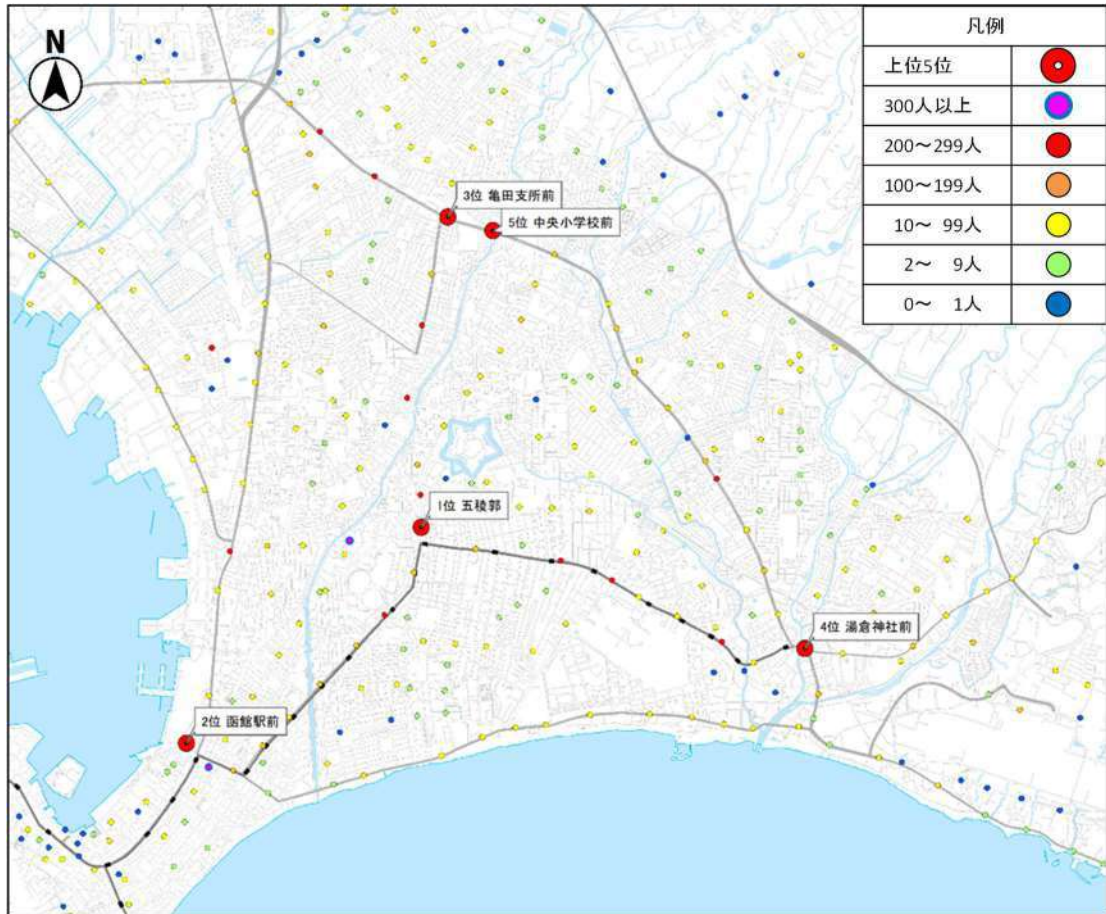 N
凡例
上位5位
300人以上
200～299人
100～199人
10～ 99人
2～ 9人
0～ 1人
3位 亀田支所前
5位 中央小学校前
1位 五稜郭
4位 湯倉神社前
2位 函館駅前